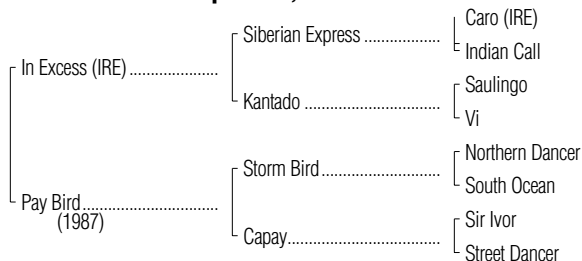 Caro (IRE)
Siberian Express ..................
Indian Call
In Excess (IRE) .....................
Saulingo
Kantado ................................
Vi
Northern Dancer
Storm Bird............................
South Ocean
Pay Bird................................
(1987)
Sir Ivor
Capay....................................
Street Dancer